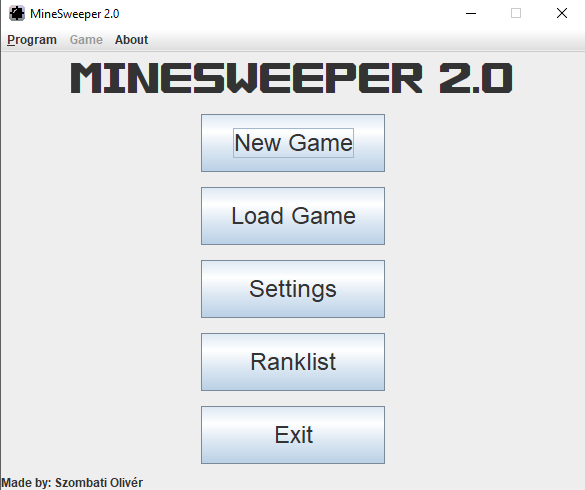 MineSweeper 2.0
Program Game About
MINESWEEPER 2.0
New Game
Load Game
Settings
Ranklist
Exit
Made by: Szombati Olivér